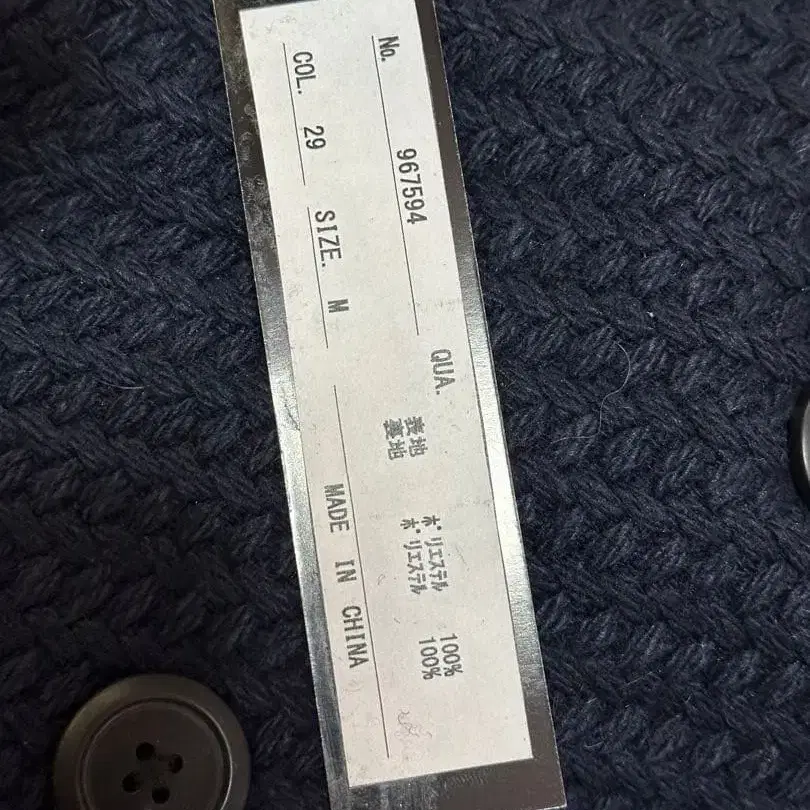 No. 967594
COL. 29 SIZE. M
QUA.
表地 ポリエステル 100%
裏地 ポリエステル 100%
MADE IN CHINA